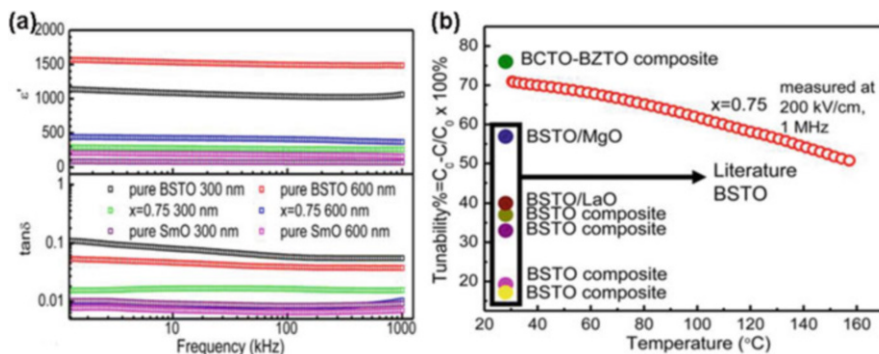 (a)
2000
1500
1000
500
0
ε'
1
0.1
0.01
tanδ
pure BSTO 300 nm
pure BSTO 600 nm
x=0.75 300 nm
x=0.75 600 nm
pure SmO 300 nm
pure SmO 600 nm
10
100
1000
Frequency (kHz)
(b)
80
70
60
50
40
30
20
Tunability%=C₀-C/C₀ x 100%
BCTO-BZTO composite
x=0.75
measured at
200 kV/cm,
1 MHz
BSTO/MgO
Literature
BSTO
BSTO/LaO
BSTO composite
BSTO composite
BSTO composite
BSTO composite
20
40
60
80
100
120
140
160
Temperature (°C)